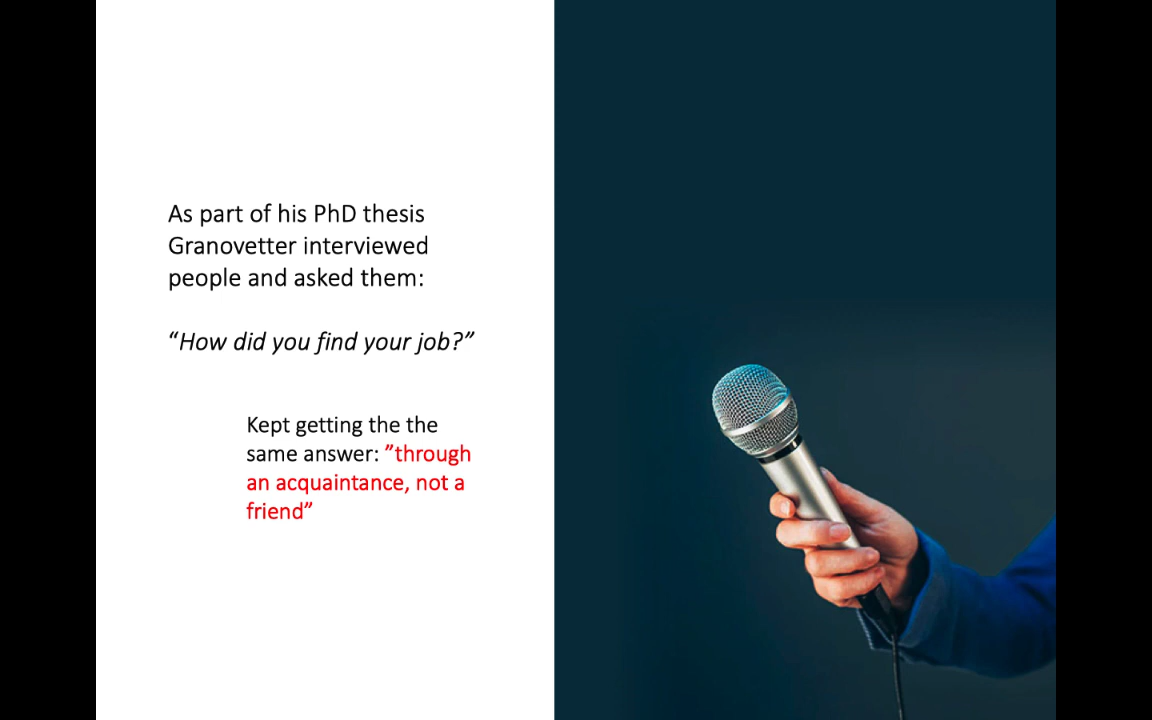 As part of his PhD thesis
Granovetter interviewed
people and asked them:
“How did you find your job?”
Kept getting the the
same answer: ”through
an acquaintance, not a
friend”